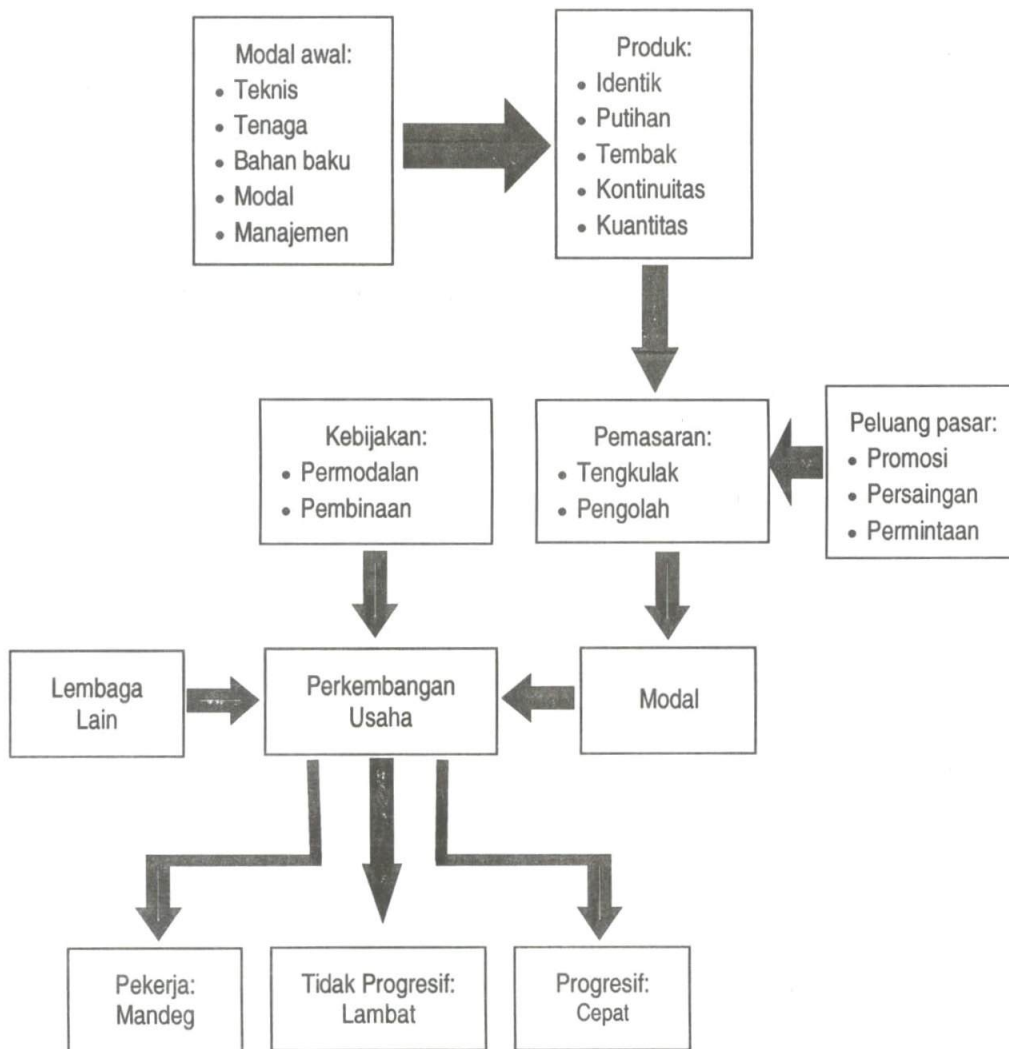 Modal awal:
• Teknis
• Tenaga
• Bahan baku
• Modal
• Manajemen
Produk:
• Identik
• Putihan
• Tembak
• Kontinuitas
• Kuantitas
Kebijakan:
• Permodalan
• Pembinaan
Pemasaran:
• Tengkulak
• Pengolah
Peluang pasar:
• Promosi
• Persaingan
• Permintaan
Lembaga
Lain
Perkembangan
Usaha
Modal
Pekerja:
Mandeg
Tidak Progresif:
Lambat
Progresif:
Cepat